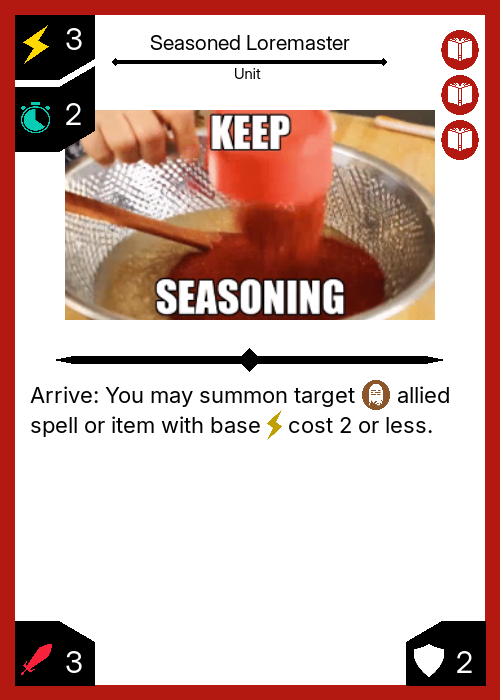 3
Seasoned Loremaster
Unit
2
KEEP
SEASONING
Arrive: You may summon target allied
spell or item with base cost 2 or less.
3
2